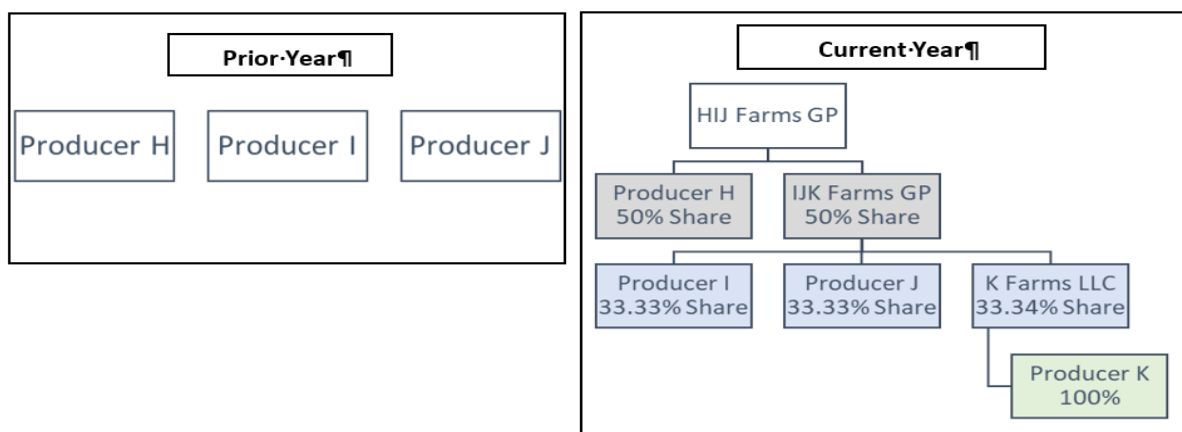 Prior·Year¶
Producer H
Producer I
Producer J
Current·Year¶
HIJ Farms GP
Producer H
50% Share
IJK Farms GP
50% Share
Producer I
33.33% Share
Producer J
33.33% Share
K Farms LLC
33.34% Share
Producer K
100%